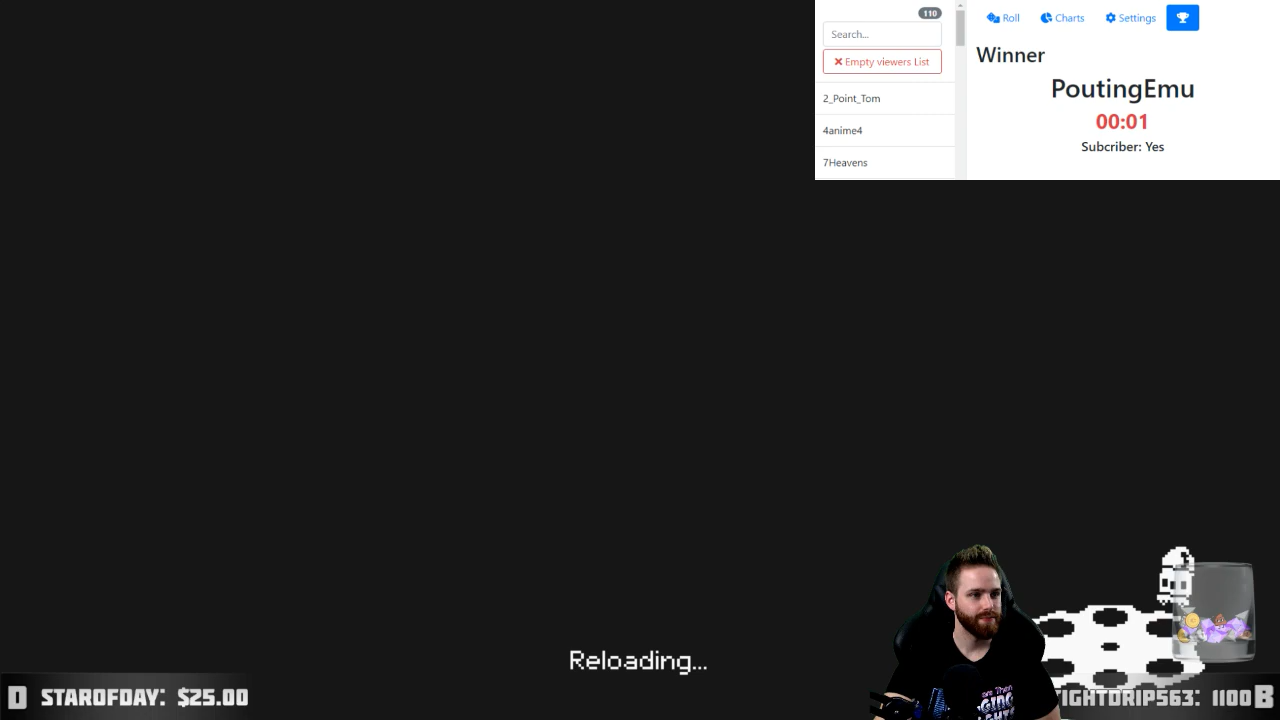 110
Search...
Empty viewers List
2_Point_Tom
4anime4
7Heavens
Roll
Charts
Settings
Winner
PoutingEmu
00:01
Subcriber: Yes
Reloading...
STAROFDAY: $25.00
IGHTDRIP563: 1100